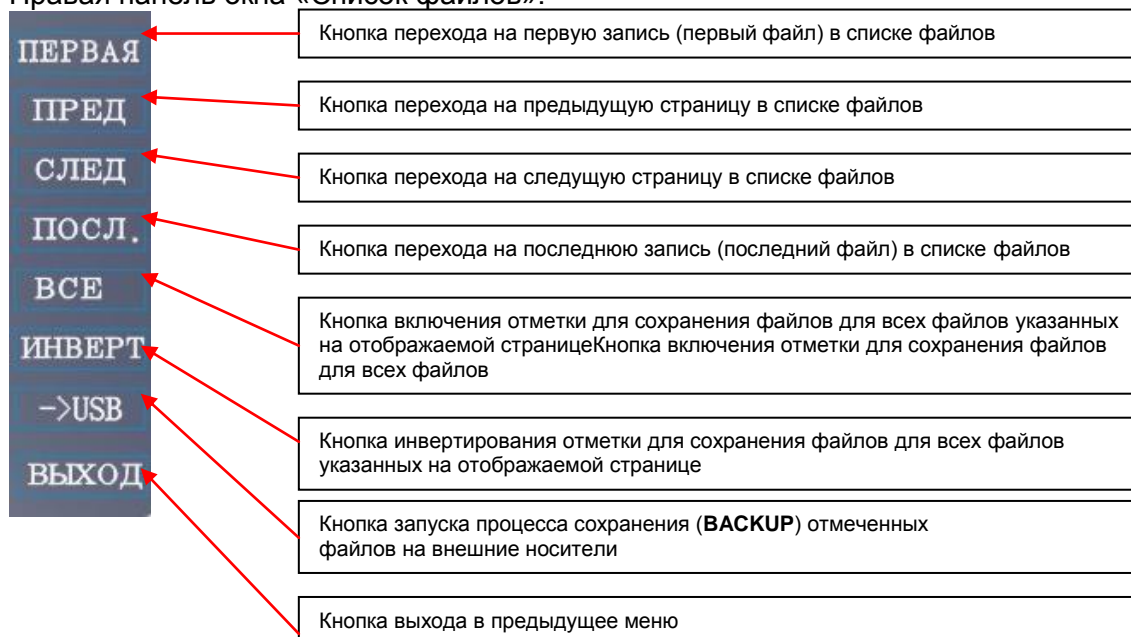 Правая панель окна «Список файлов».
ПЕРВАЯ
Кнопка перехода на первую запись (первый файл) в списке файлов
ПРЕД
Кнопка перехода на предыдущую страницу в списке файлов
СЛЕД
Кнопка перехода на следущую страницу в списке файлов
ПОСЛ.
Кнопка перехода на последнюю запись (последний файл) в списке файлов
ВСЕ
Кнопка включения отметки для сохранения файлов для всех файлов указанных
на отображаемой страницеКнопка включения отметки для сохранения файлов
для всех файлов
ИНВЕРТ
Кнопка инвертирования отметки для сохранения файлов для всех файлов
указанных на отображаемой странице
->USB
Кнопка запуска процесса сохранения (BACKUP) отмеченных
файлов на внешние носители
ВЫХОД
Кнопка выхода в предыдущее меню